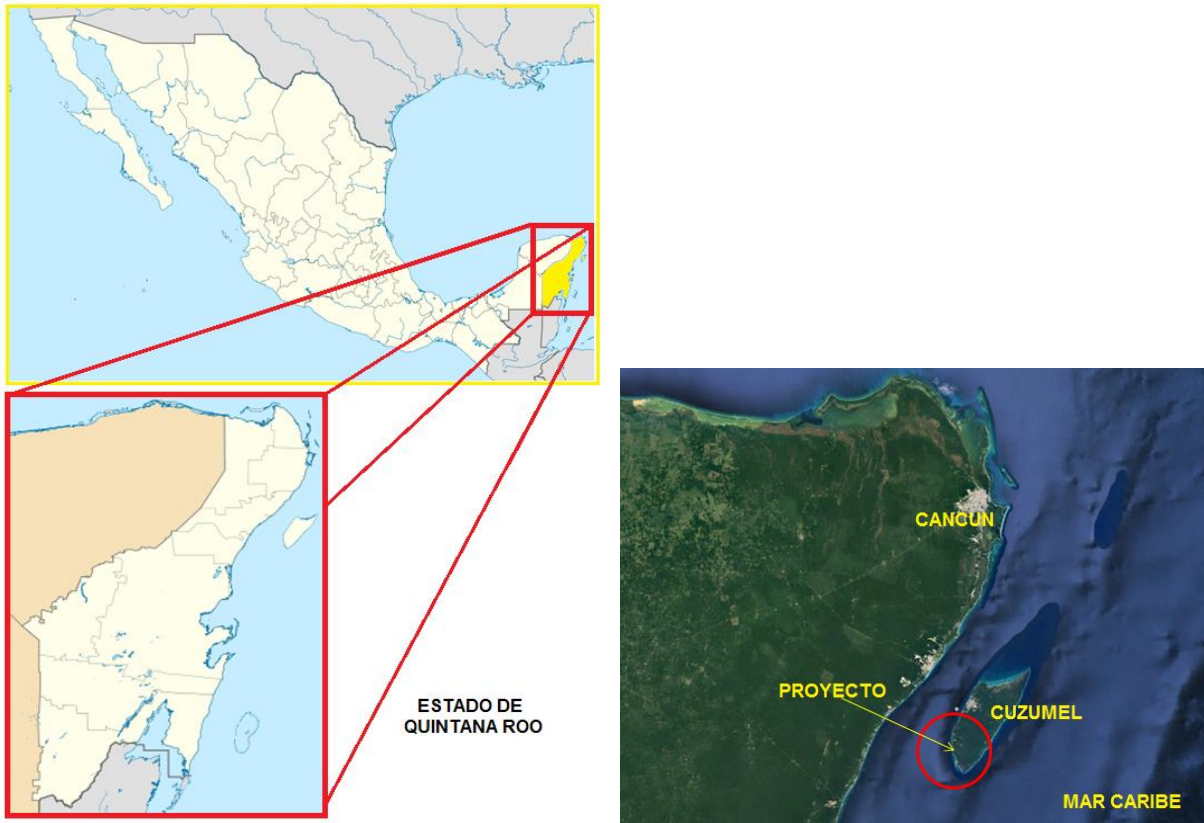 ESTADO DE
QUINTANA ROO
CANCUN
PROYECTO
CUZUMEL
MAR CARIBE